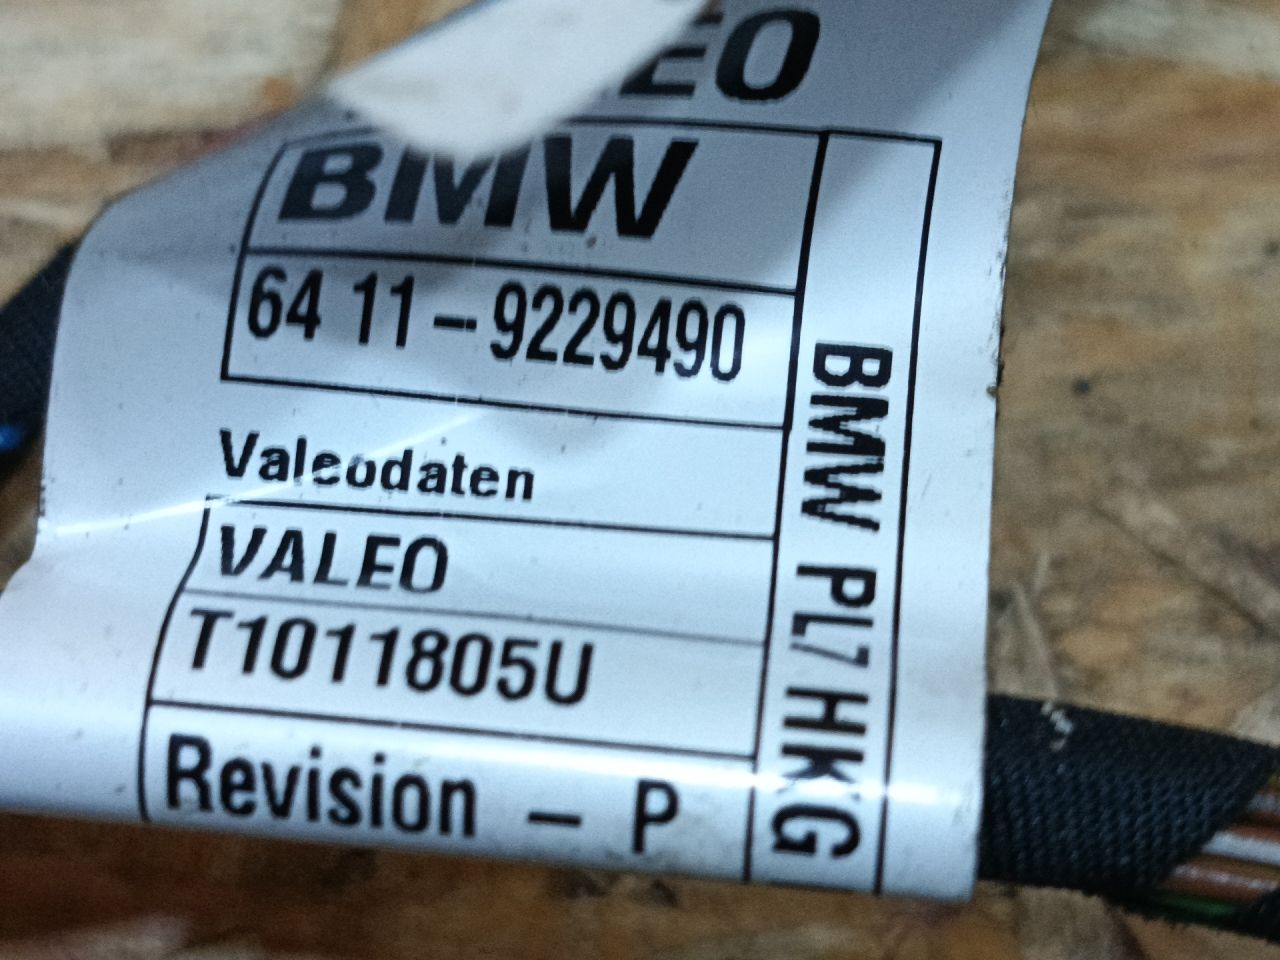 BMW
64 11-9229490
Valeodaten
VALEO
T1011805U
Revision - P
BMW PL7 HKG